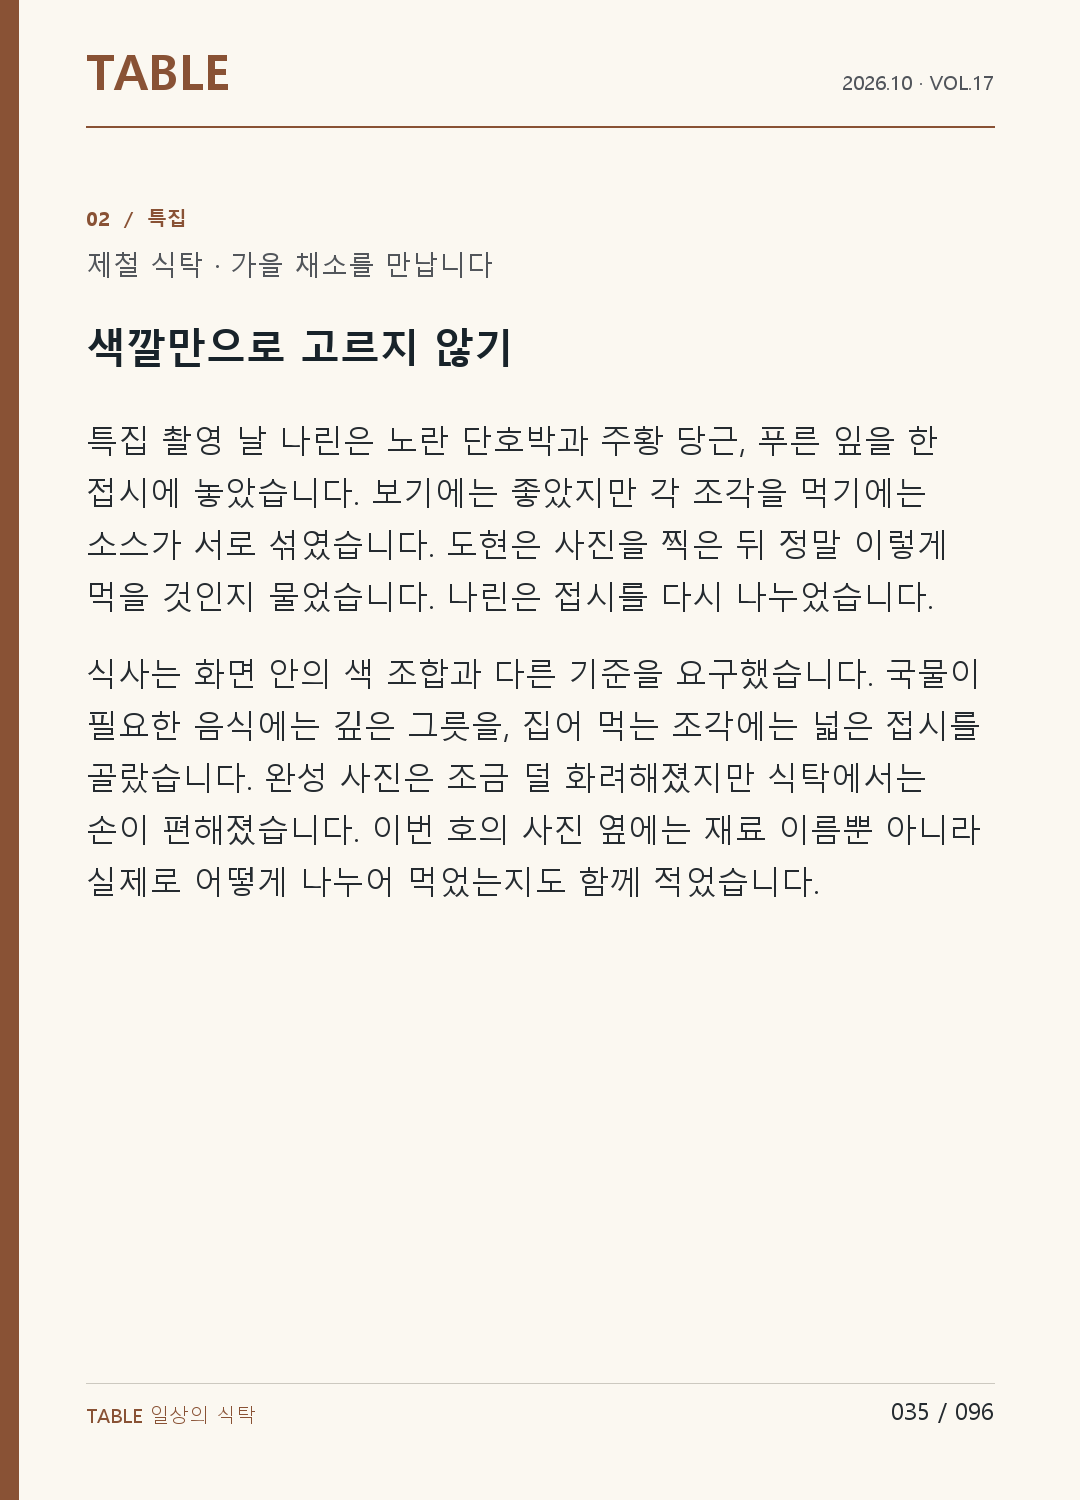 TABLE
2026.10 · VOL.17
02 / 특집
제철 식탁 · 가을 채소를 만납니다
색깔만으로 고르지 않기
특집 촬영 날 나린은 노란 단호박과 주황 당근, 푸른 잎을 한
접시에 놓았습니다. 보기에는 좋았지만 각 조각을 먹기에는
소스가 서로 섞였습니다. 도현은 사진을 찍은 뒤 정말 이렇게
먹을 것인지 물었습니다. 나린은 접시를 다시 나누었습니다.
식사는 화면 안의 색 조합과 다른 기준을 요구했습니다. 국물이
필요한 음식에는 깊은 그릇을, 집어 먹는 조각에는 넓은 접시를
골랐습니다. 완성 사진은 조금 덜 화려해졌지만 식탁에서는
손이 편해졌습니다. 이번 호의 사진 옆에는 재료 이름뿐 아니라
실제로 어떻게 나누어 먹었는지도 함께 적었습니다.
TABLE 일상의 식탁
035 / 096